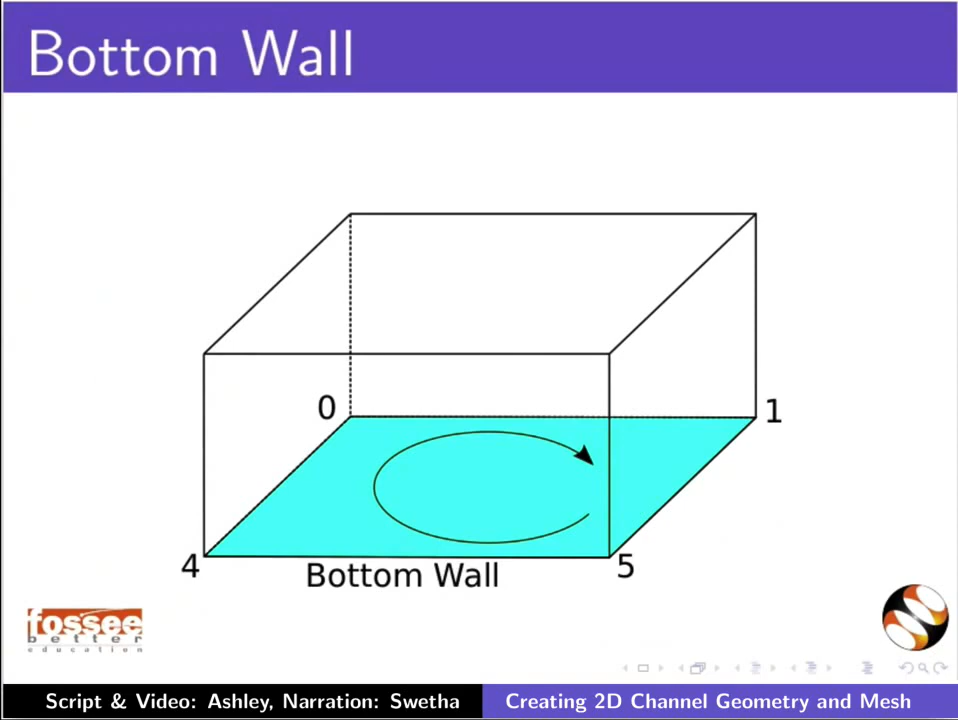 Bottom Wall
0
1
4
5
Bottom Wall
fossee
better
education
Script & Video: Ashley, Narration: Swetha
Creating 2D Channel Geometry and Mesh